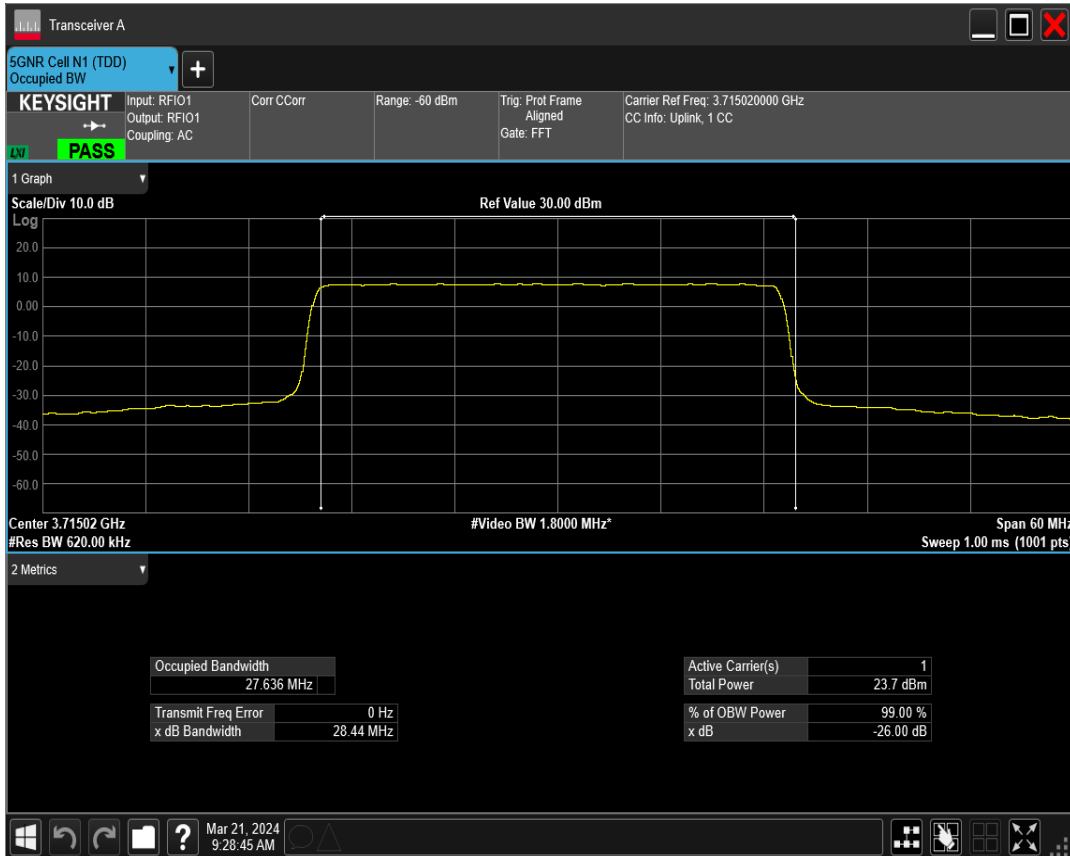 Transceiver A
5GNR Cell N1 (TDD)
Occupied BW
+
KEYSIGHT
LXI
PASS
Input: RFIO1
Output: RFIO1
Coupling: AC
Corr CCorr
Range: -60 dBm
Trig: Prot Frame
Aligned
Gate: FFT
Carrier Ref Freq: 3.715020000 GHz
CC Info: Uplink, 1 CC
1 Graph
Scale/Div 10.0 dB
Ref Value 30.00 dBm
Log
20.0
10.0
0.00
-10.0
-20.0
-30.0
-40.0
-50.0
-60.0
Center 3.71502 GHz
#Video BW 1.8000 MHz*
Span 60 MHz
#Res BW 620.00 kHz
Sweep 1.00 ms (1001 pts)
2 Metrics
Occupied Bandwidth
27.636 MHz
Transmit Freq Error 0 Hz
x dB Bandwidth 28.44 MHz
Active Carrier(s) 1
Total Power 23.7 dBm
% of OBW Power 99.00 %
x dB -26.00 dB
?
Mar 21, 2024
9:28:45 AM